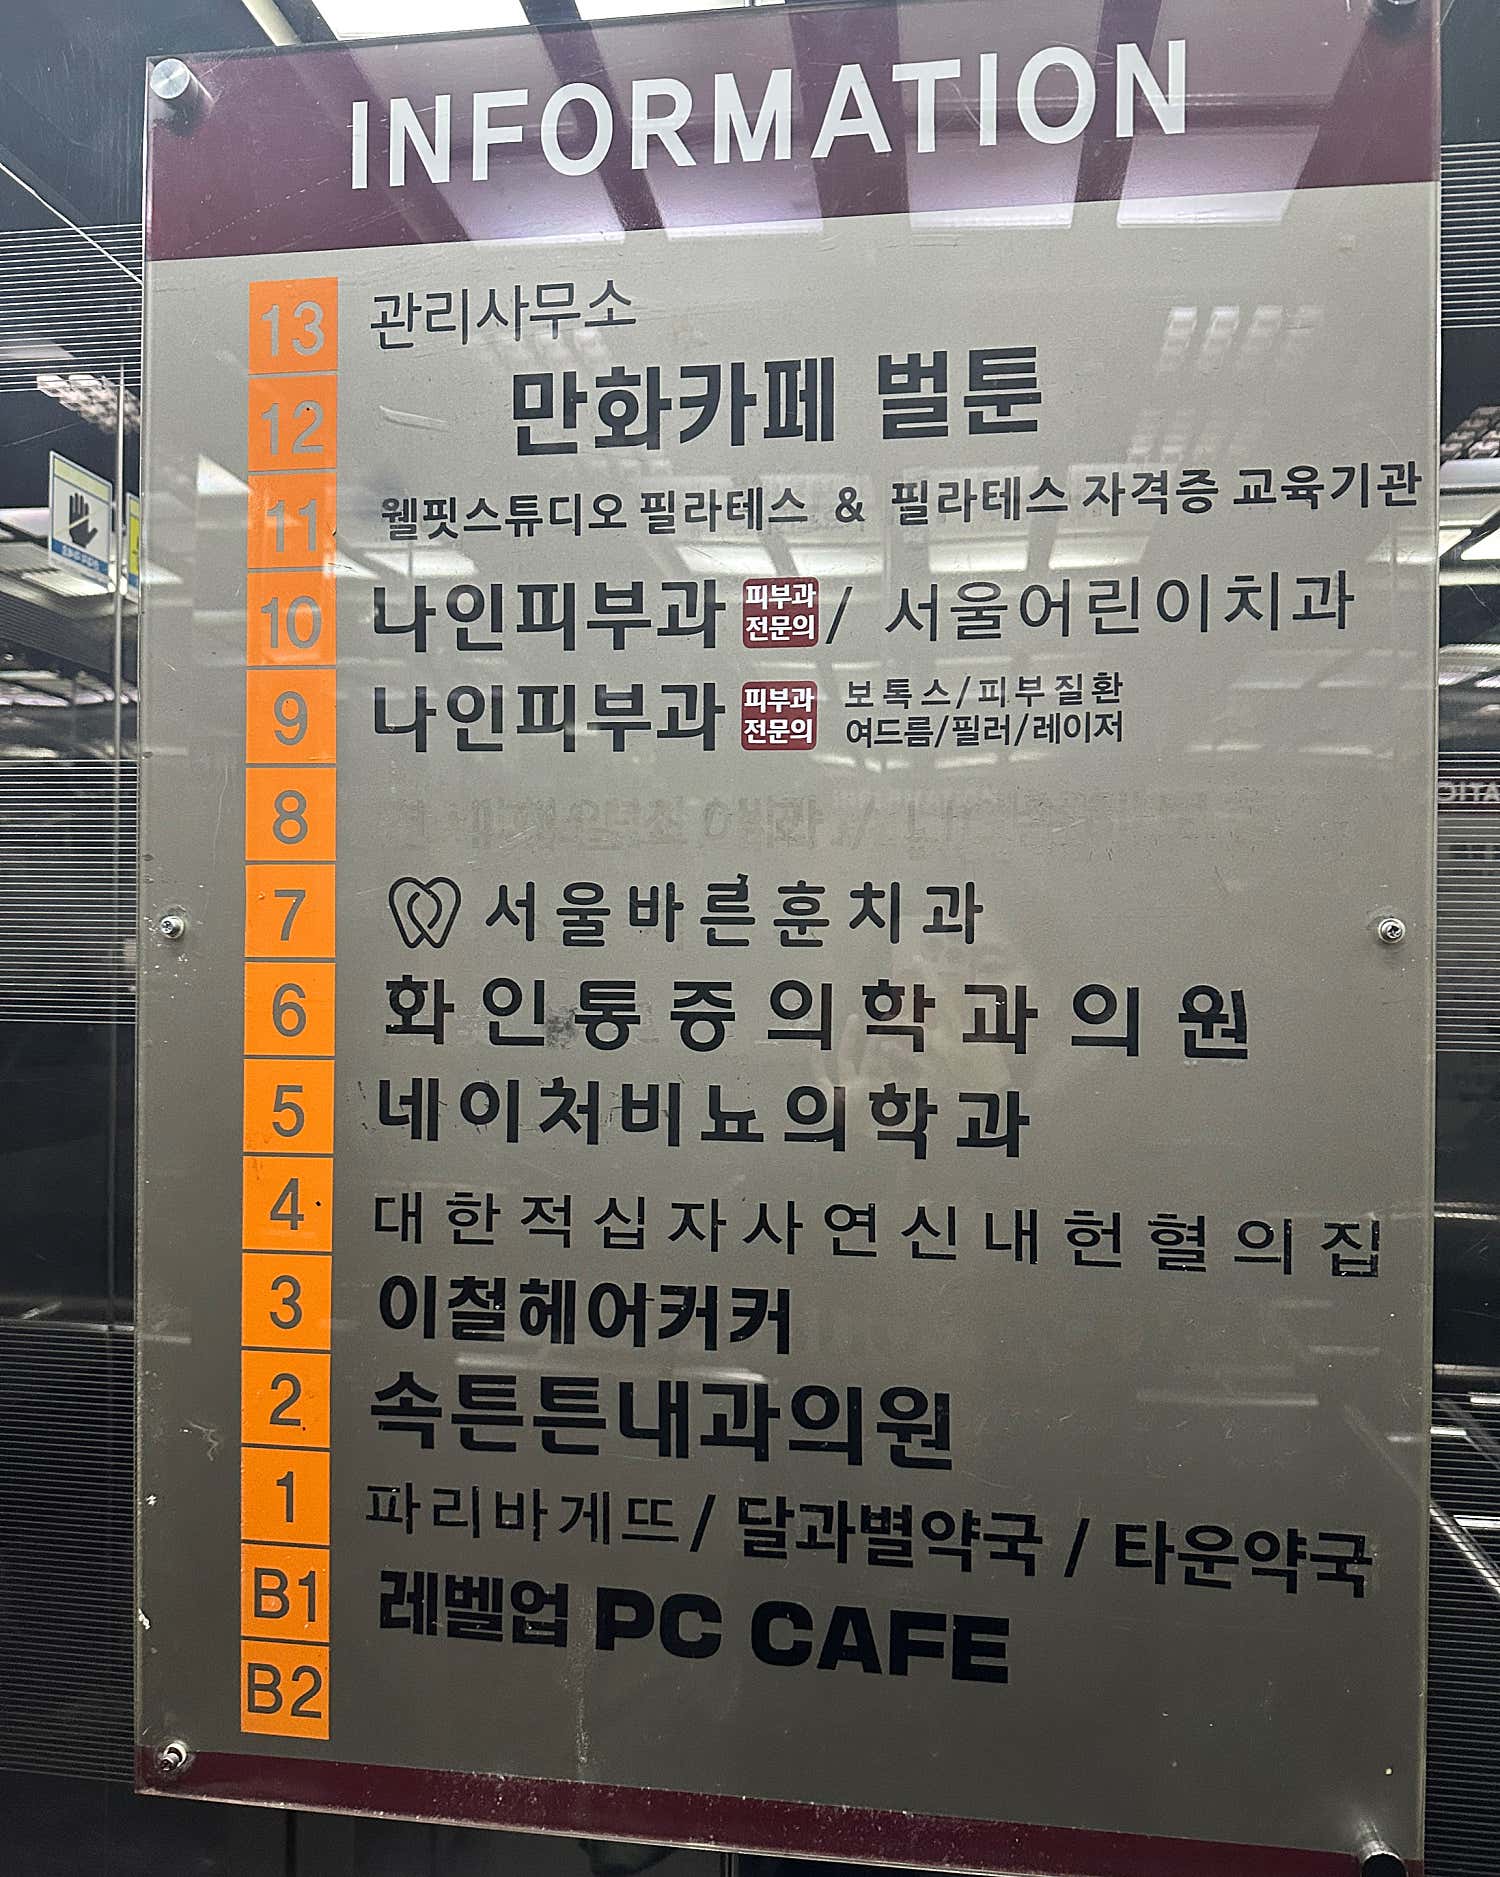 INFORMATION
13 관리사무소
12 만화카페 벌툰
11 웰핏스튜디오 필라테스 & 필라테스 자격증 교육기관
10 나인피부과 피부과 전문의 / 서울어린이치과
9 나인피부과 피부과 전문의 보톡스/피부질환
여드름/필러/레이저
8
7 서울바른훈치과
6 화인통증의학과의원
5 네이처비뇨의학과
4 대한적십자사연신내헌혈의집
3 이철헤어커커
2 속튼튼내과의원
1 파리바게뜨 / 달과별약국 / 타운약국
B1 레벨업 PC CAFE
B2